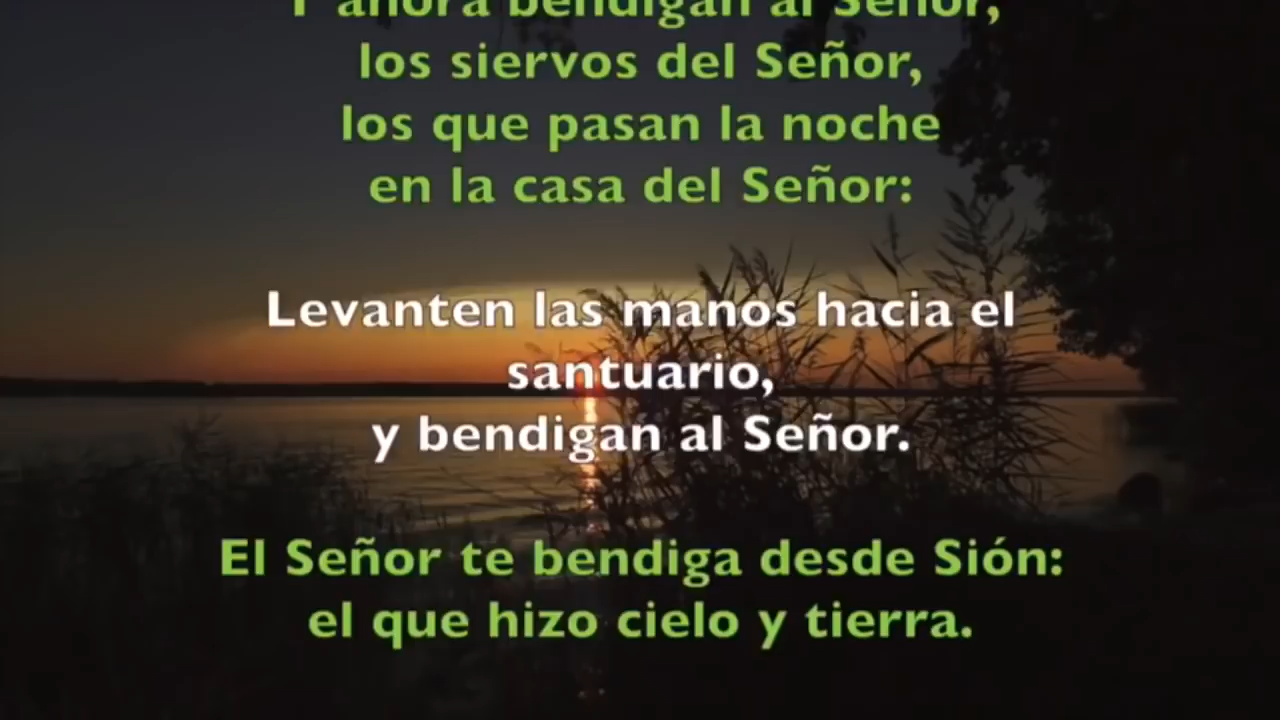 Y ahora bendigan al Señor,
los siervos del Señor,
los que pasan la noche
en la casa del Señor:
Levanten las manos hacia el
santuario,
y bendigan al Señor.
El Señor te bendiga desde Sión:
el que hizo cielo y tierra.